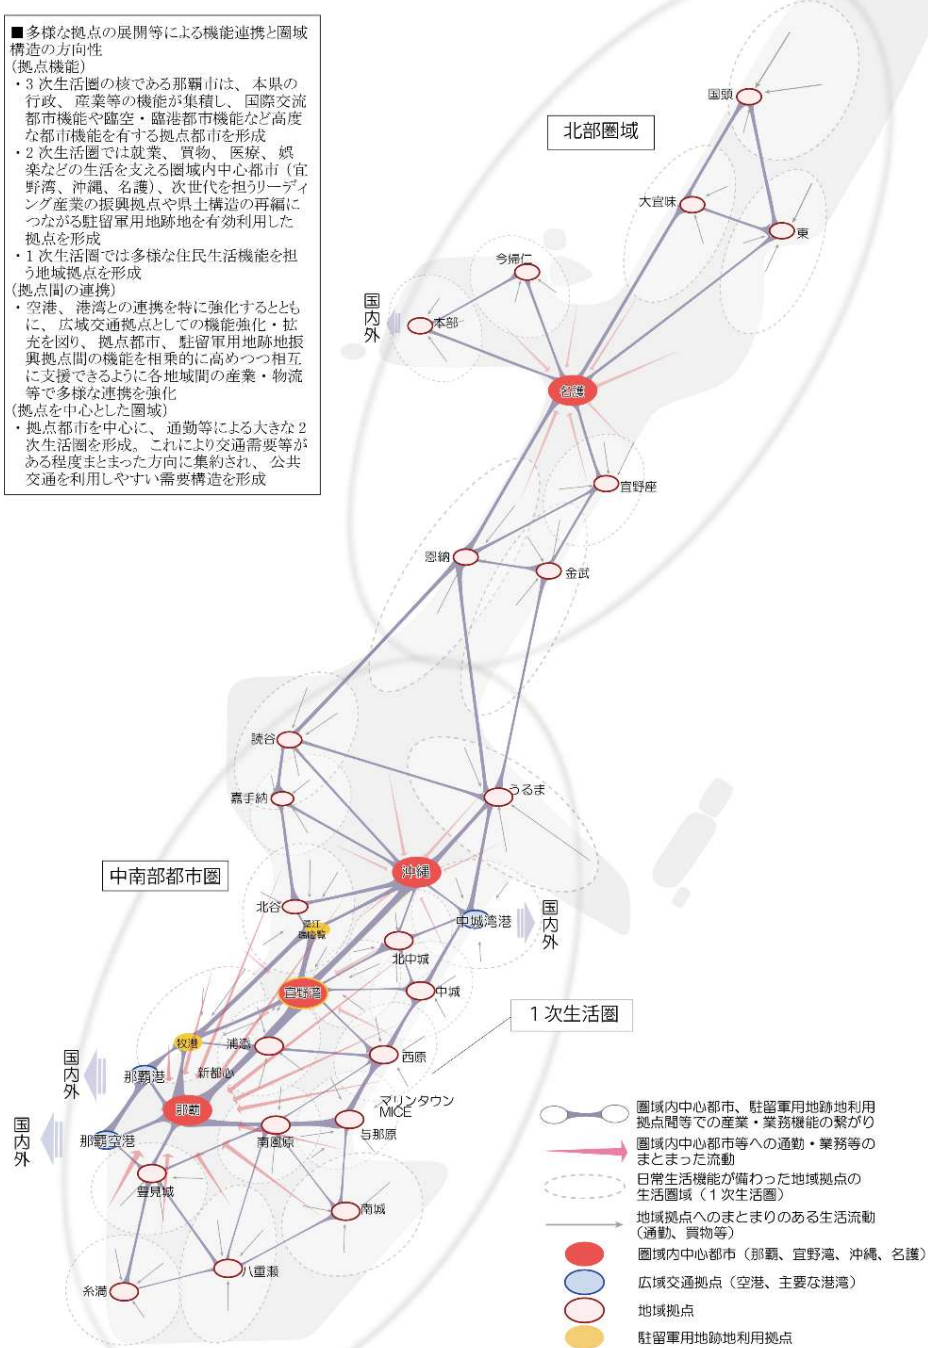 ■多様な拠点の展開等による機能連携と圏域
構造の方向性
(拠点機能)
・3次生活圏の核である那覇市は、本県の
行政、産業等の機能が集積し、国際交流
都市機能や臨空・臨港都市機能など高度
な都市機能を有する拠点都市を形成
・2次生活圏では就業、買物、医療、娯
楽などの生活を支える圏域内中心都市（宜
野湾、沖縄、名護）、次世代を担うリーディ
ング産業の振興拠点や県土構造の再編に
つながる駐留軍用地跡地を有効利用した
拠点を形成
・1次生活圏では多様な住民生活機能を担
う地域拠点を形成
(拠点間の連携)
・空港、港湾との連携を特に強化するととも
に、広域交通拠点としての機能強化・拡
充を図り、拠点都市、駐留軍用地跡地振
興拠点間の機能を相乗的に高めつつ相互
に支援できるように各地域間の産業・物流
等で多様な連携を強化
(拠点を中心とした圏域)
・拠点都市を中心に、通勤等による大きな2
次生活圏を形成。これにより交通需要等が
ある程度まとまった方向に集約され、公共
交通を利用しやすい需要構造を形成
北部圏域
国頭
大宜味
東
今帰仁
国内外
本部
名護
宜野座
恩納
金武
読谷
嘉手納
うるま
中南部都市圏
沖縄
北谷
中城湾港
国内外
北中城
宜野湾
中城
1次生活圏
牧港
浦添
西原
国内外
那覇港
新都心
マリンタウン
MICE
那覇
国内外
那覇空港
南風原
与那原
豊見城
南城
八重瀬
糸満
圏域内中心都市、駐留軍用地跡地利用
拠点間等での産業・業務機能の繋がり
圏域内中心都市等への通勤・業務等の
まとまった流動
日常生活機能が備わった地域拠点の
生活圏域（1次生活圏）
地域拠点へのまとまりのある生活流動
（通勤、買物等）
圏域内中心都市（那覇、宜野湾、沖縄、名護）
広域交通拠点（空港、主要な港湾）
地域拠点
駐留軍用地跡地利用拠点